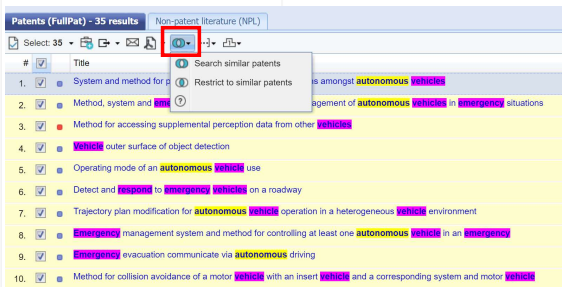 Patents (FullPat) - 35 results Non-patent literature (NPL)
Select: 35
# Title
Search similar patents
Restrict to similar patents
?
1. System and method for p s amongst autonomous vehicles
2. Method, system and eme agement of autonomous vehicles in emergency situations
3. Method for accessing supplemental perception data from other vehicles
4. Vehicle outer surface of object detection
5. Operating mode of an autonomous vehicle use
6. Detect and respond to emergency vehicles on a roadway
7. Trajectory plan modification for autonomous vehicle operation in a heterogeneous vehicle environment
8. Emergency management system and method for controlling at least one autonomous vehicle in an emergency
9. Emergency evacuation communicate via autonomous driving
10. Method for collision avoidance of a motor vehicle with an insert vehicle and a corresponding system and motor vehicle